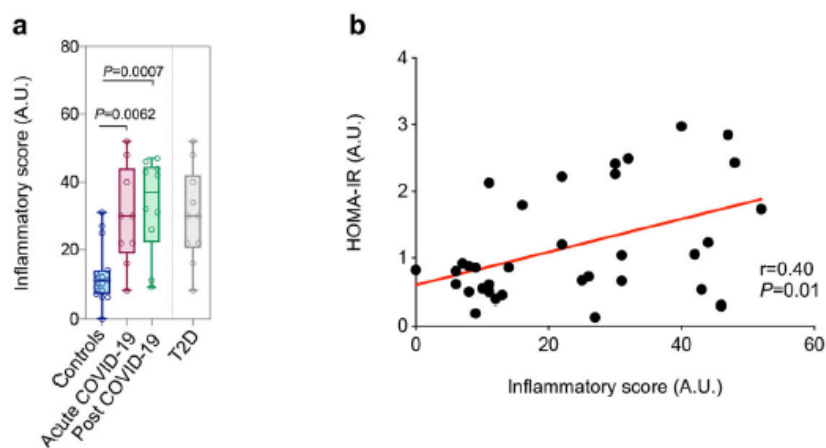 a
Inflammatory score (A.U.)
80
60
40
20
0
P=0.0007
P=0.0062
Controls
Acute COVID-19
Post COVID-19
T2D
b
HOMA-IR (A.U.)
4
3
2
1
0
r=0.40
P=0.01
0
20
40
60
Inflammatory score (A.U.)